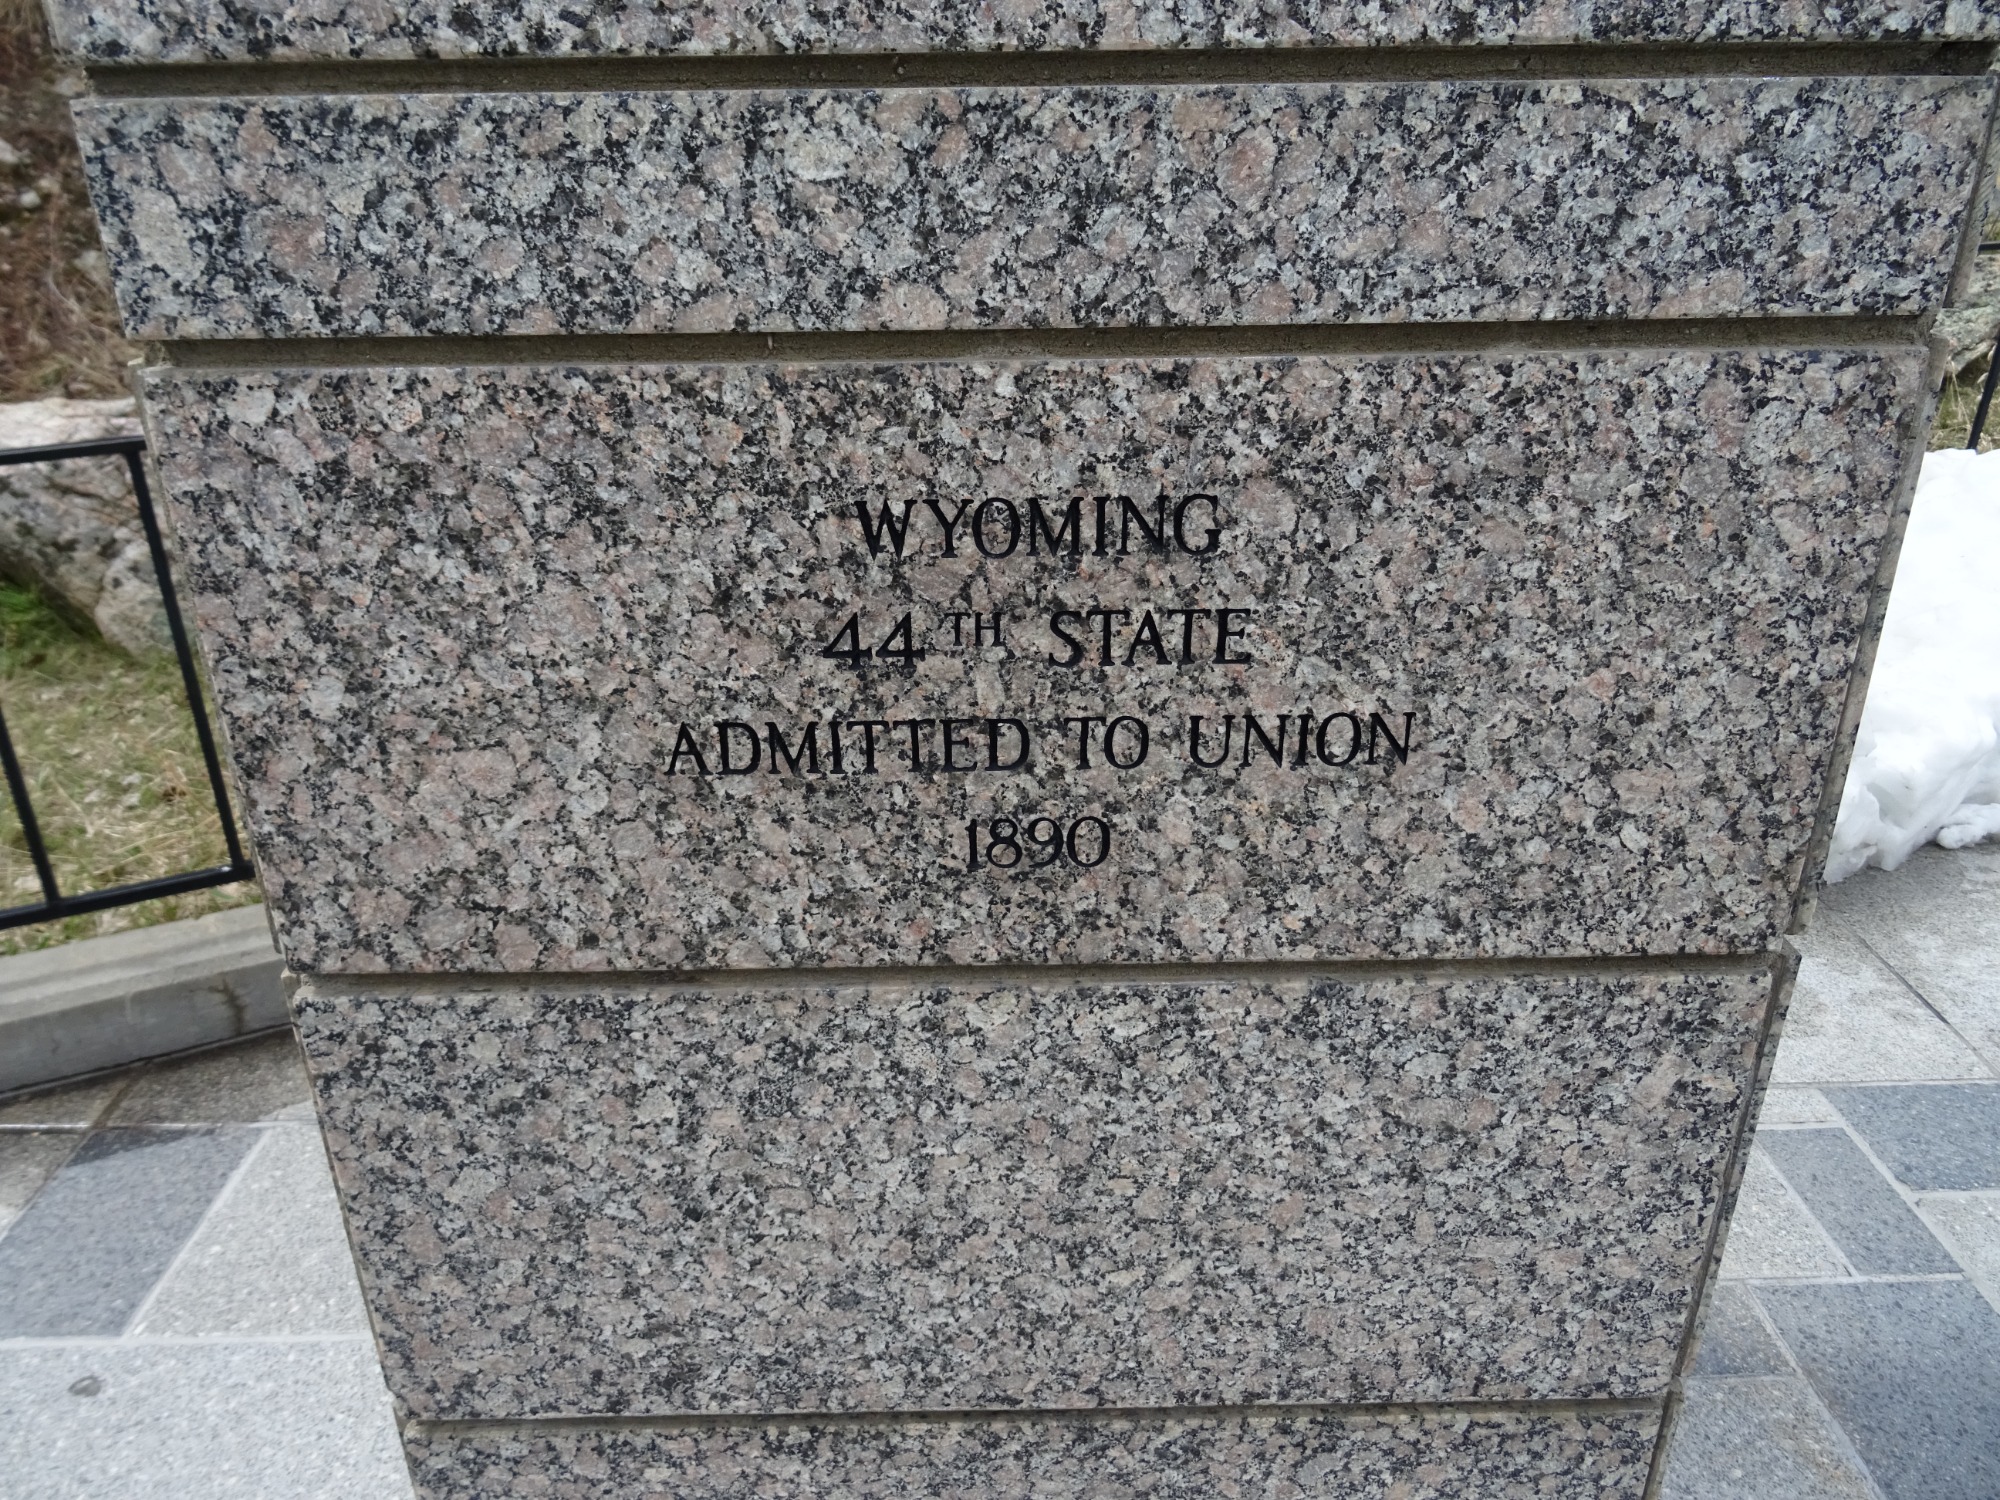 WYOMING
44TH STATE
ADMITTED TO UNION
1890